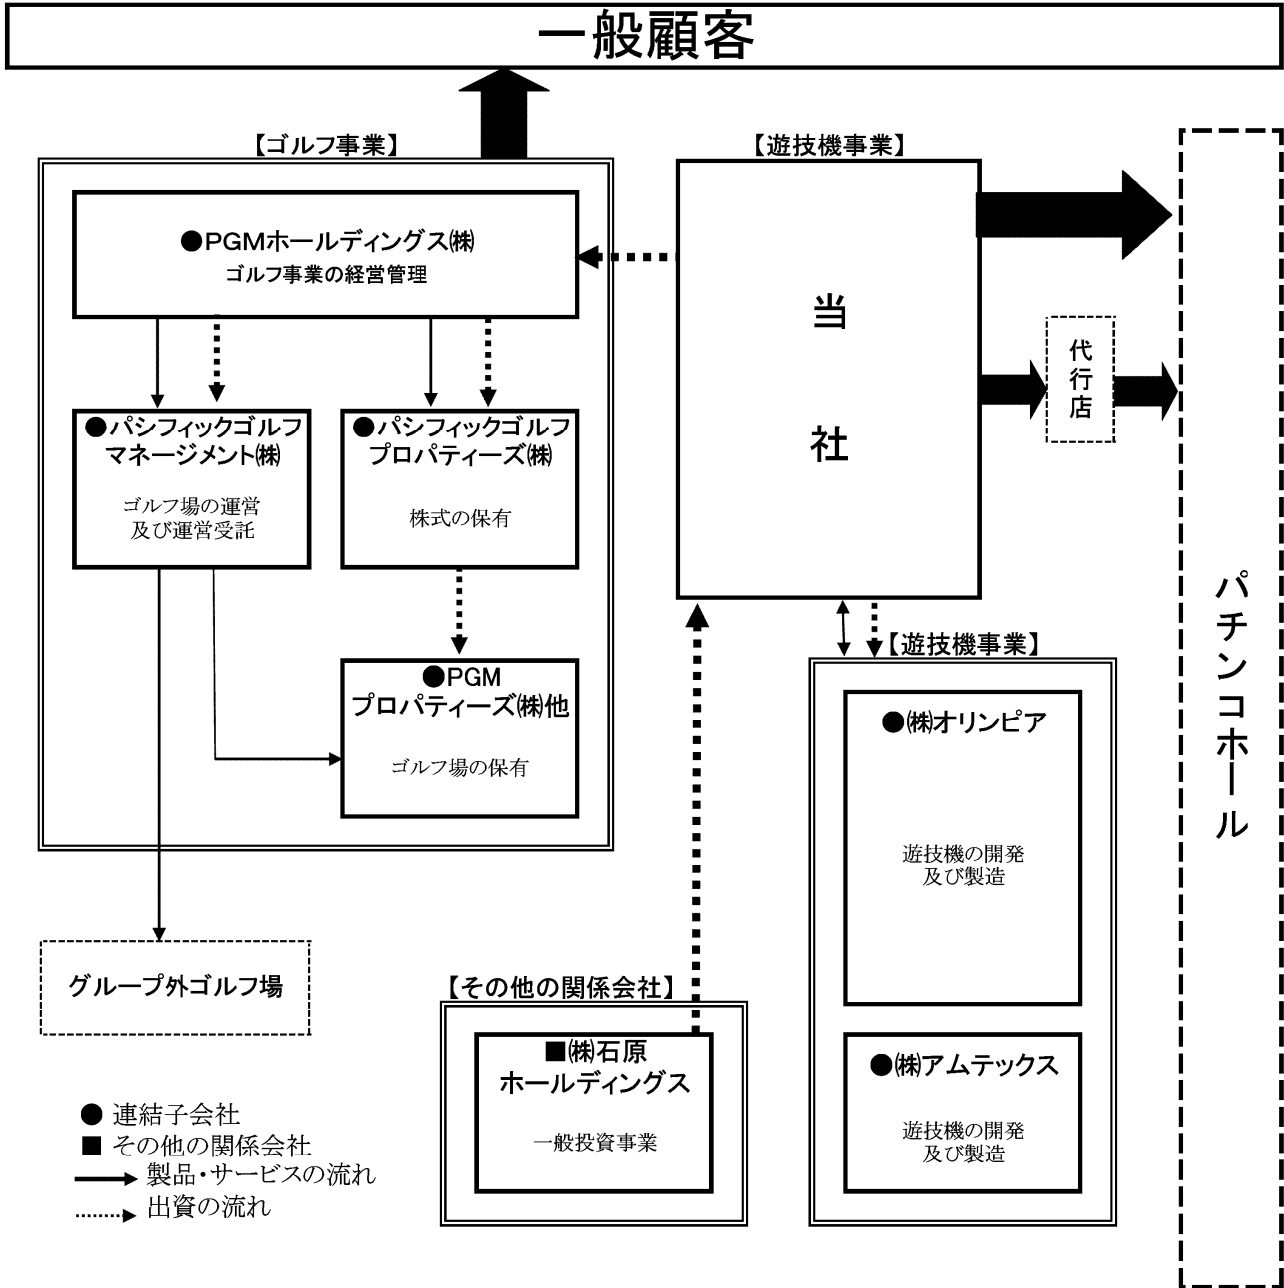 一般顧客
【ゴルフ事業】
●PGMホールディングス㈱
ゴルフ事業の経営管理
●パシフィックゴルフ
マネージメント㈱
ゴルフ場の運営
及び運営受託
●パシフィックゴルフ
プロパティーズ㈱
株式の保有
●PGM
プロパティーズ㈱他
ゴルフ場の保有
グループ外ゴルフ場
【遊技機事業】
当社
代行店
パチンコホール
【遊技機事業】
●㈱オリンピア
遊技機の開発
及び製造
●㈱アムテックス
遊技機の開発
及び製造
【その他の関係会社】
■㈱石原
ホールディングス
一般投資事業
● 連結子会社
■ その他の関係会社
製品・サービスの流れ
出資の流れ